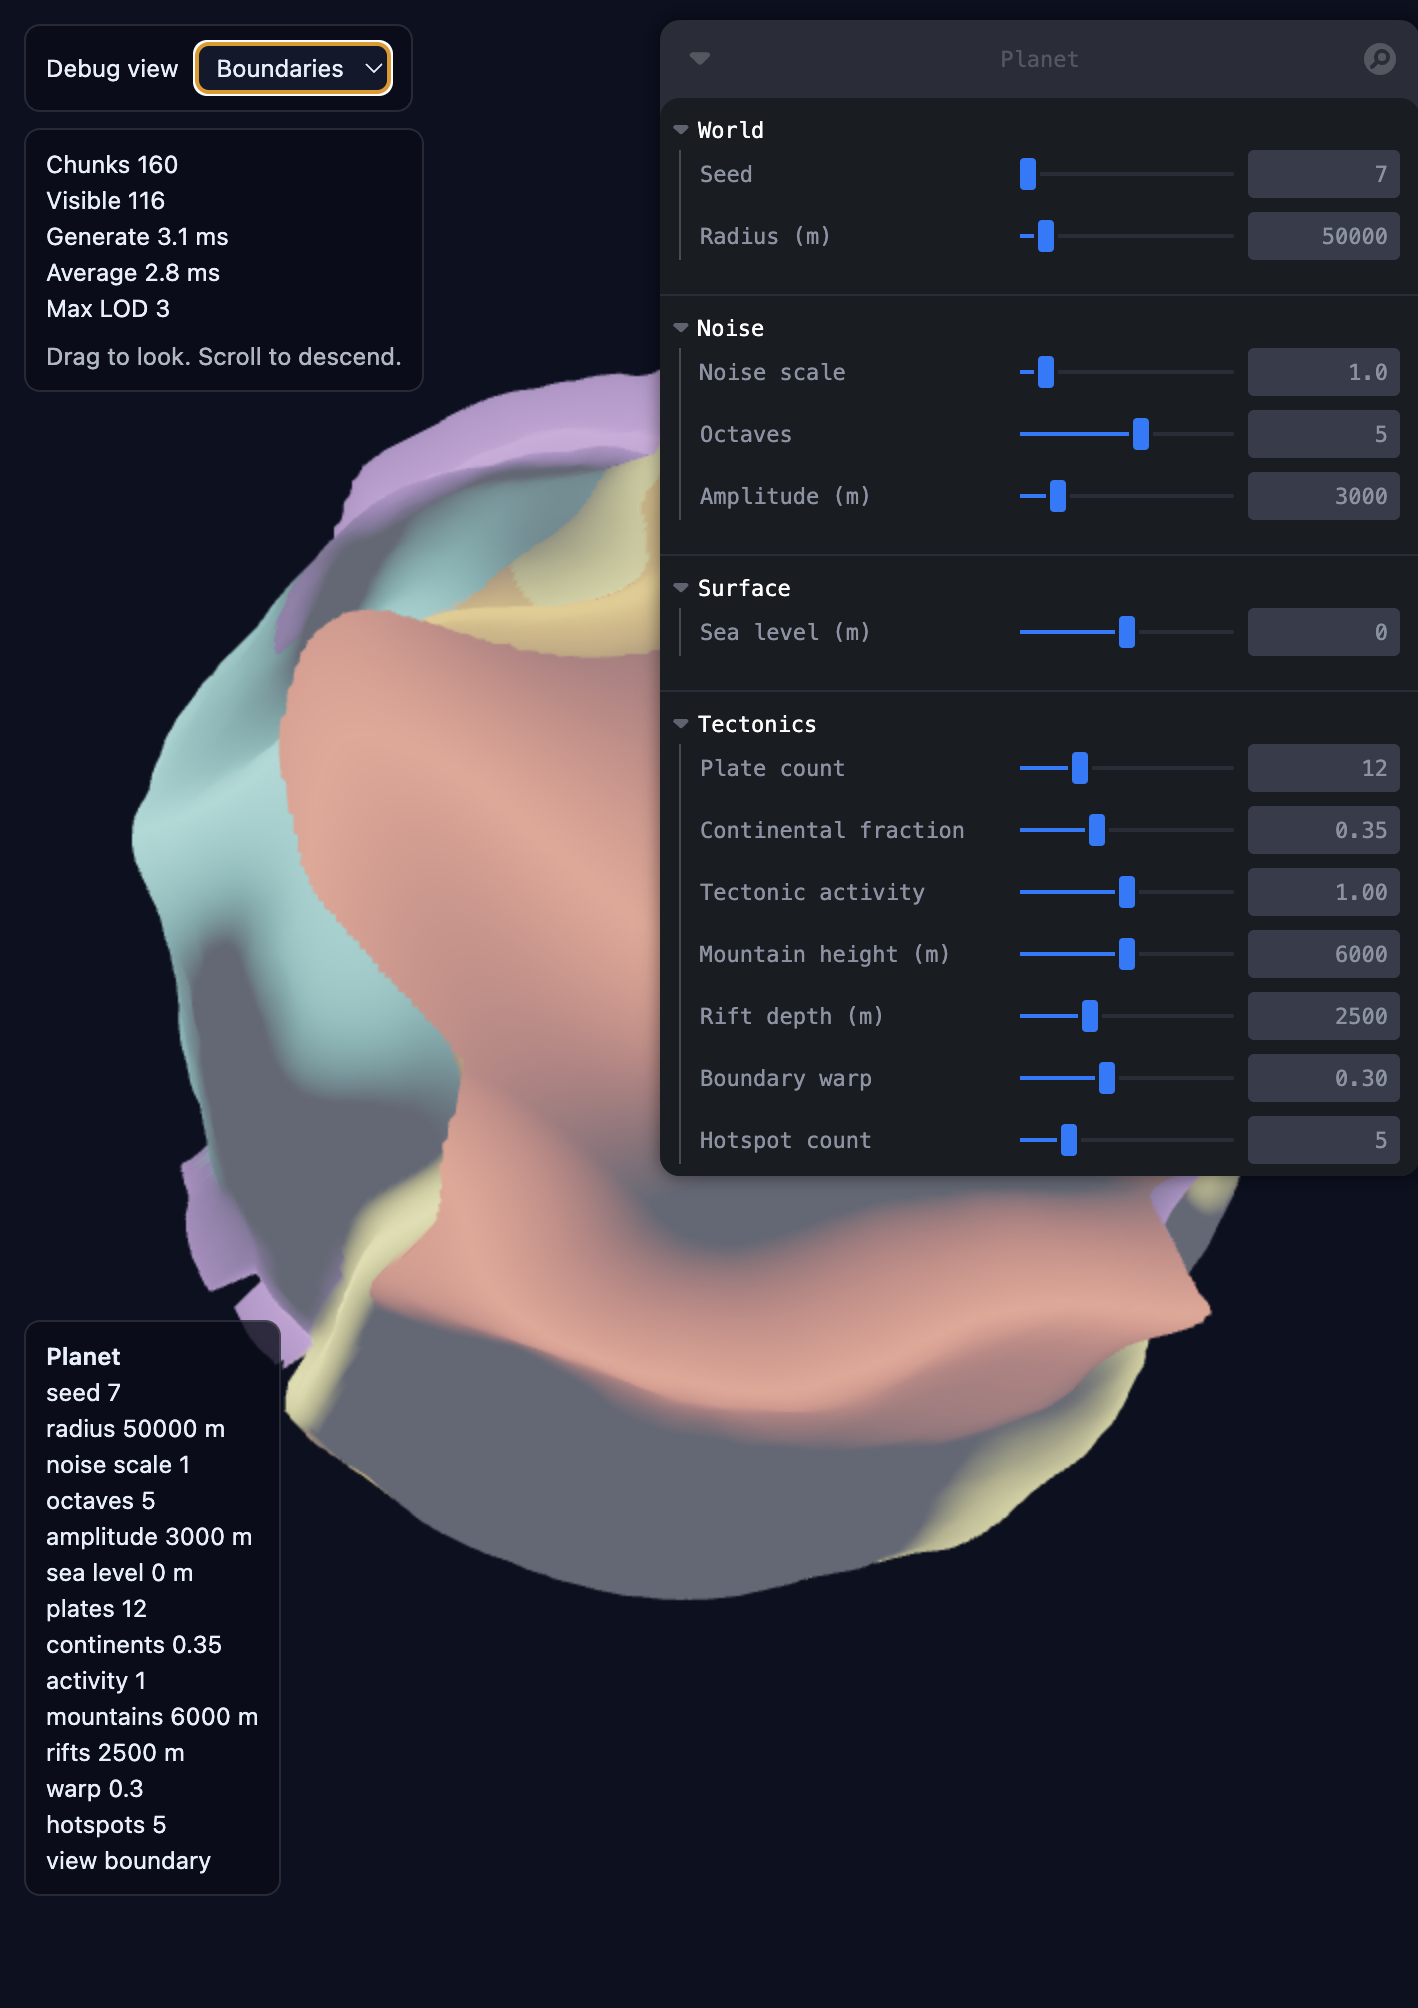 Debug view Boundaries
Chunks 160
Visible 116
Generate 3.1 ms
Average 2.8 ms
Max LOD 3
Drag to look. Scroll to descend.
Planet
World
Seed 7
Radius (m) 50000
Noise
Noise scale 1.0
Octaves 5
Amplitude (m) 3000
Surface
Sea level (m) 0
Tectonics
Plate count 12
Continental fraction 0.35
Tectonic activity 1.00
Mountain height (m) 6000
Rift depth (m) 2500
Boundary warp 0.30
Hotspot count 5
Planet
seed 7
radius 50000 m
noise scale 1
octaves 5
amplitude 3000 m
sea level 0 m
plates 12
continents 0.35
activity 1
mountains 6000 m
rifts 2500 m
warp 0.3
hotspots 5
view boundary